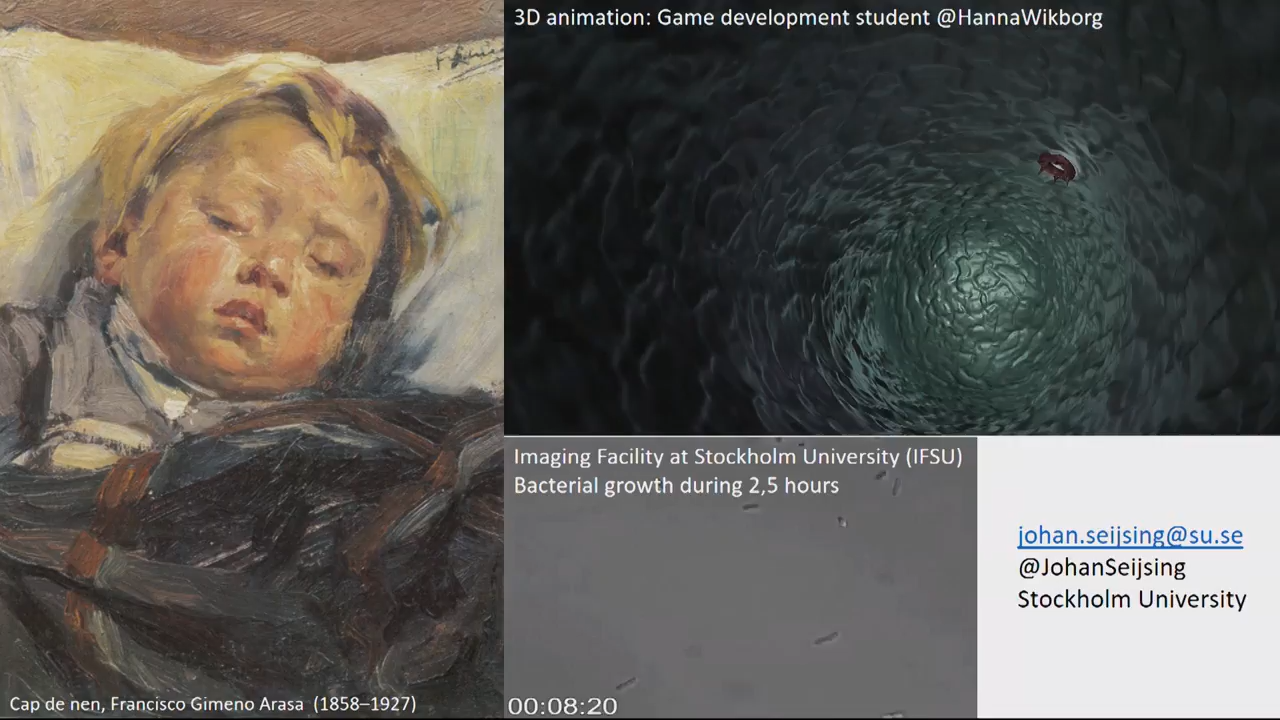 3D animation: Game development student @HannaWikborg
Imaging Facility at Stockholm University (IFSU)
Bacterial growth during 2,5 hours
johan.seijsing@su.se
@JohanSeijsing
Stockholm University
Cap de nen, Francisco Gimeno Arasa (1858–1927)
00:08:20